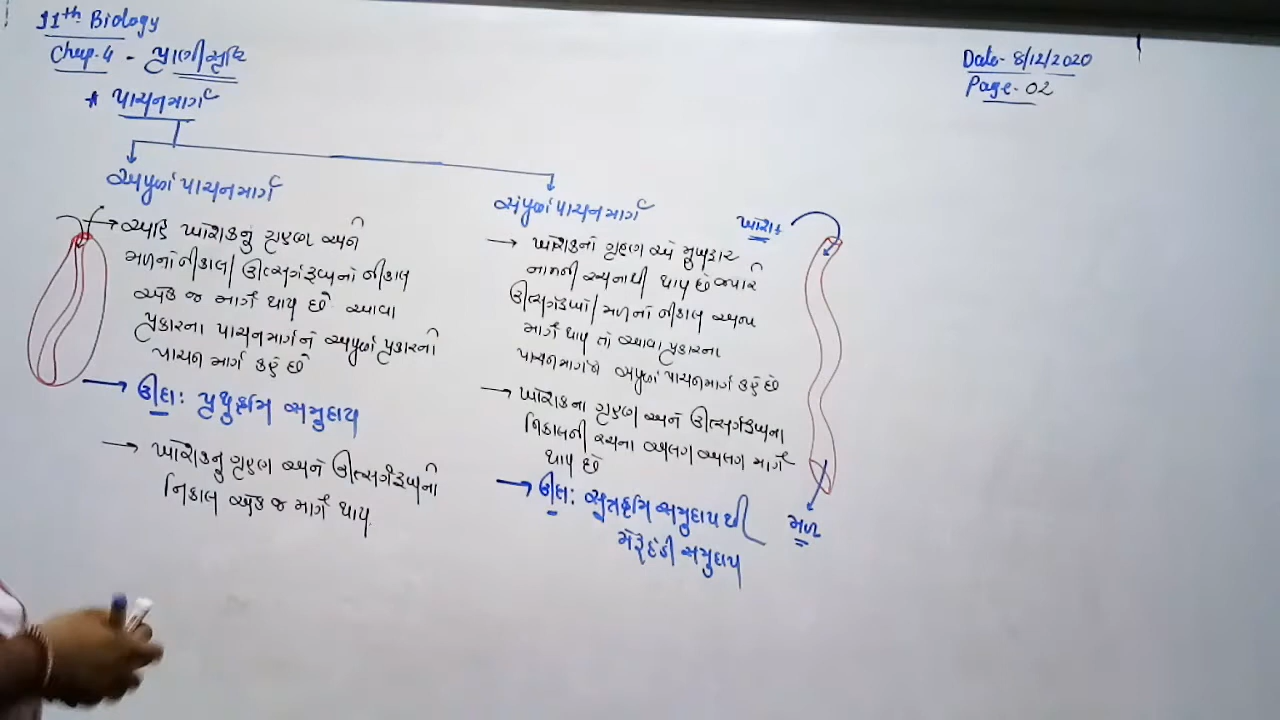 11th Biology
Chap-4 - પ્રાણીસૃષ્ટિ
* પાચનમાર્ગ
Date- 8/12/2020
Page- 02
અપૂર્ણ પાચનમાર્ગ
અહિ ખોરાકનું ગ્રહણ અને
મળનો નીકાલ/ ઉત્સર્ગદ્રવ્યનો નીકાલ
એક જ માર્ગે થાય છે. આવા
પ્રકારના પાચનમાર્ગને અપૂર્ણ પ્રકારનો
પાચન માર્ગ કહે છે
ઉદા: પૃથુકૃમિ સમુદાય
ખોરાકનુ ગ્રહણ અને ઉત્સર્ગદ્રવ્યનો
નિકાલ એક જ માર્ગે થાય.
સંપૂર્ણ પાચનમાર્ગ
ખોરાકનો ગ્રહણ એ મુખદ્વાર
નામની રચનાથી થાય છે જ્યારે
ઉત્સર્ગદ્રવ્યો/ મળનો નીકાલ અન્ય
માર્ગે થાય તો આવા પ્રકારના
પાચનમાર્ગને સંપૂર્ણ પાચનમાર્ગ કહે છે
ખોરાકના ગ્રહણ અને ઉત્સર્ગદ્રવ્યના
નિકાલની રચના અલગ અલગ માર્ગે
થાય છે
ઉદા: સુત્રકૃમિ સમુદાય થી
મેરૂદંડી સમુદાય
ખોરાક
મળ